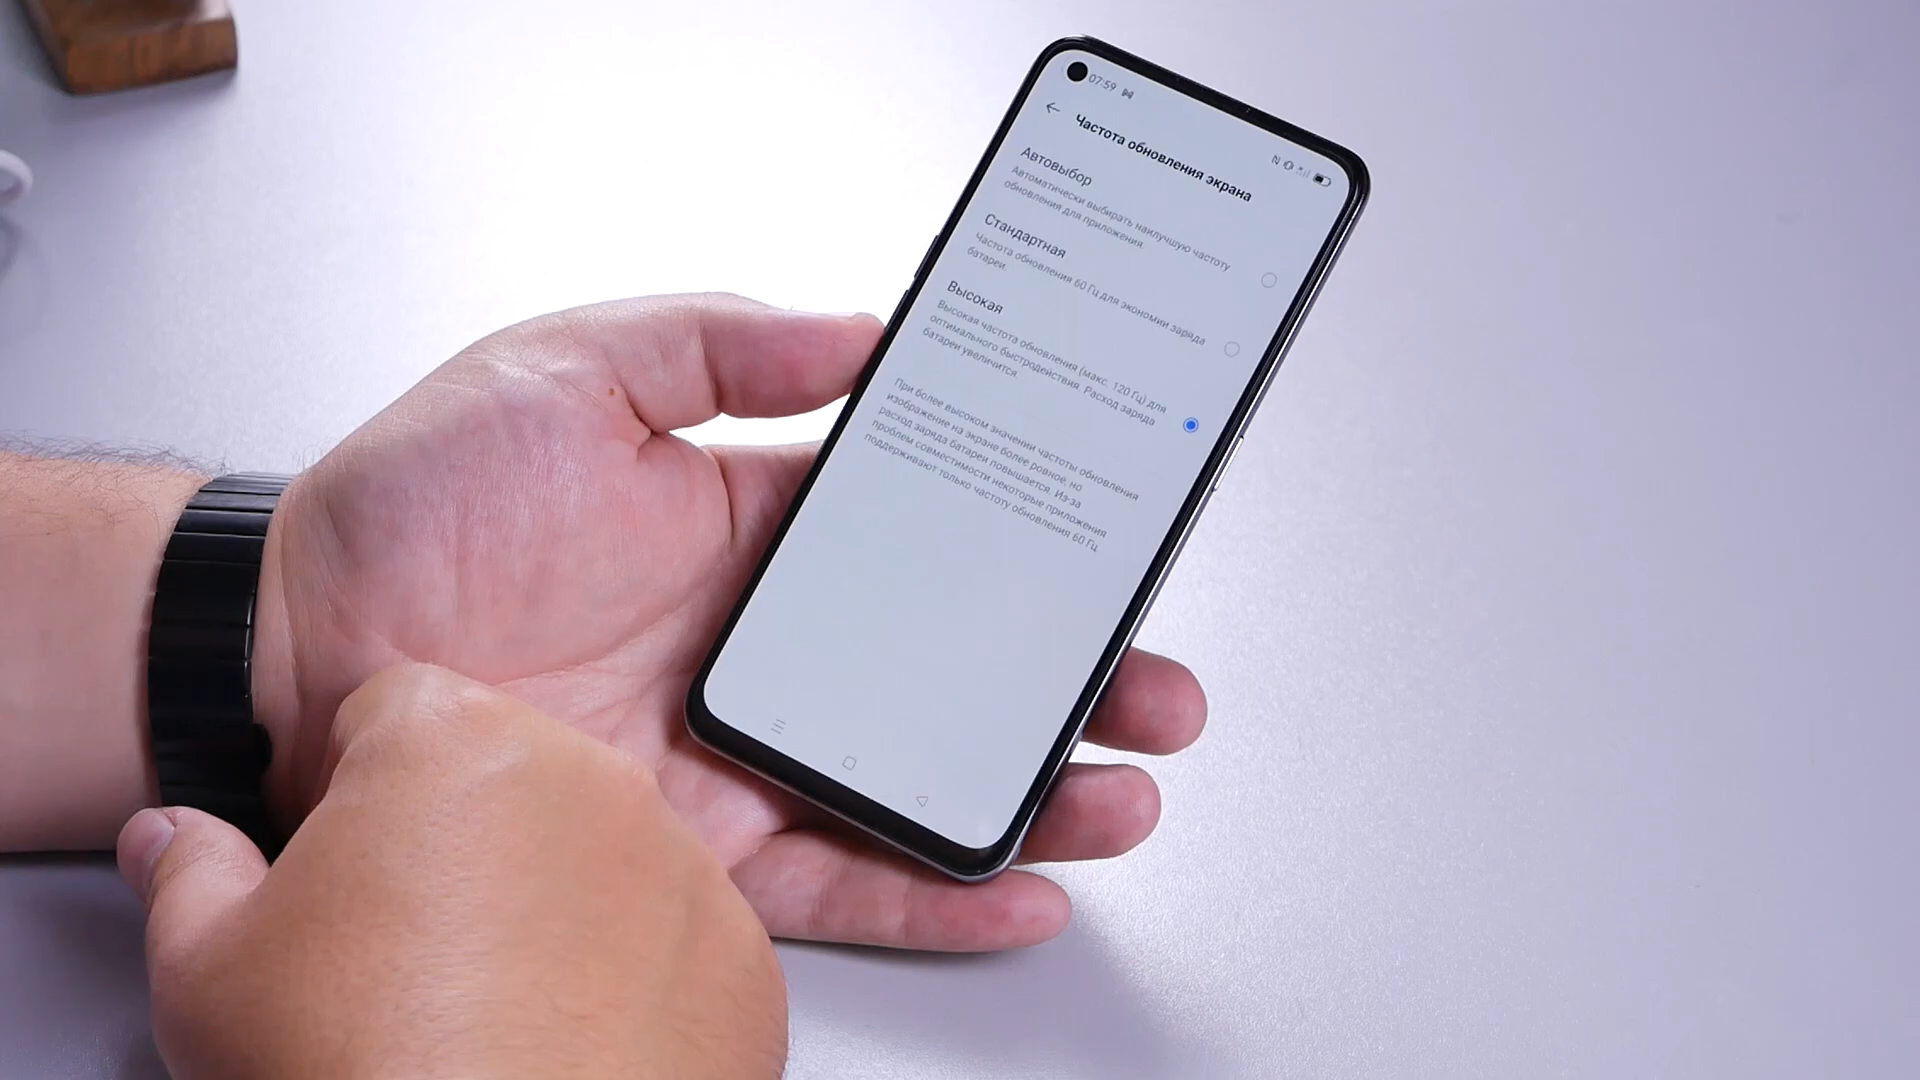 07:59
Частота обновления экрана
Автовыбор
Автоматически выбирать наилучшую частоту
обновления для приложения.
Стандартная
Частота обновления 60 Гц для экономии заряда
батареи.
Высокая
Высокая частота обновления (макс. 120 Гц) для
оптимального быстродействия. Расход заряда
батареи увеличится.
При более высоком значении частоты обновления
изображение на экране более ровное, но
расход заряда батареи повышается. Из-за
проблем совместимости некоторые приложения
поддерживают только частоту обновления 60 Гц